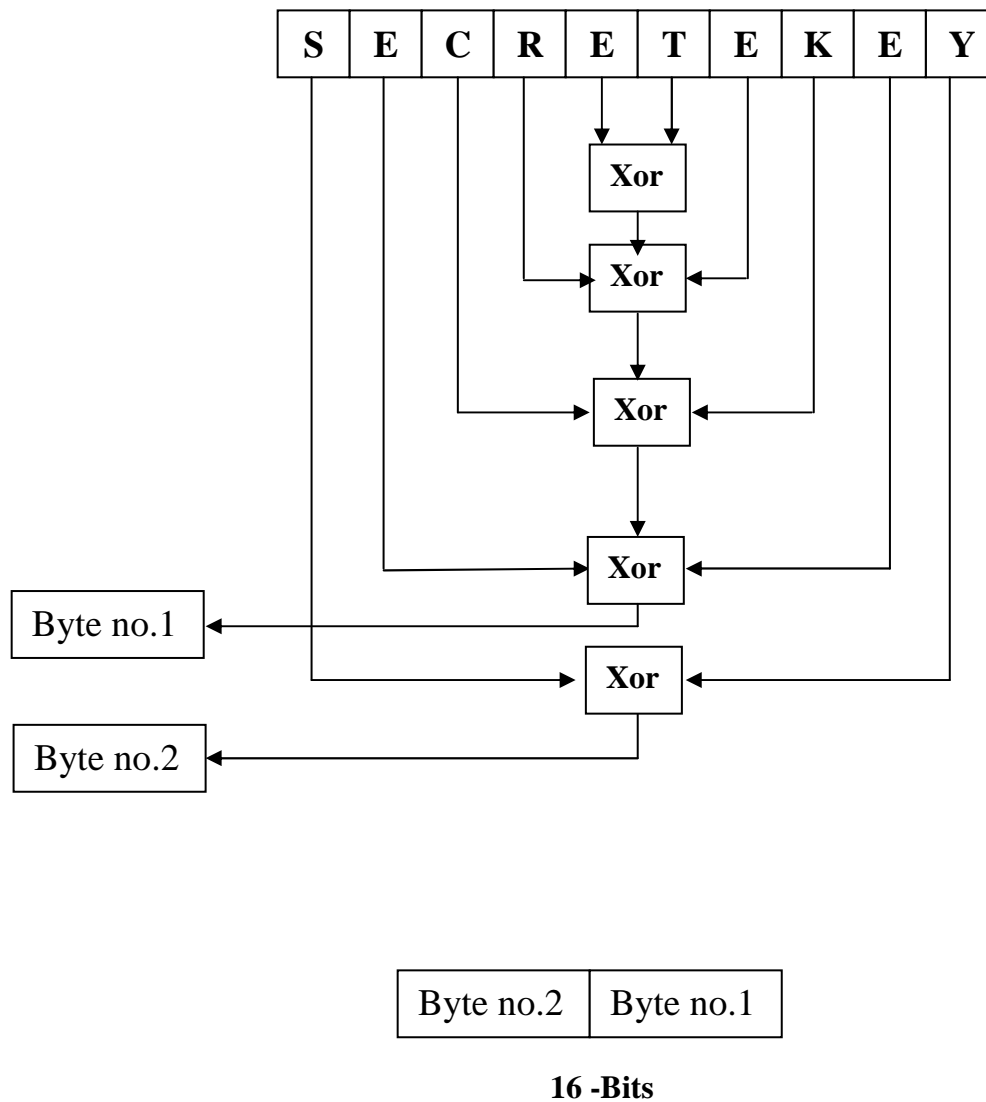 S E C R E T E K E Y
Xor
Xor
Xor
Xor
Byte no.1
Xor
Byte no.2
Byte no.2 Byte no.1
16 -Bits